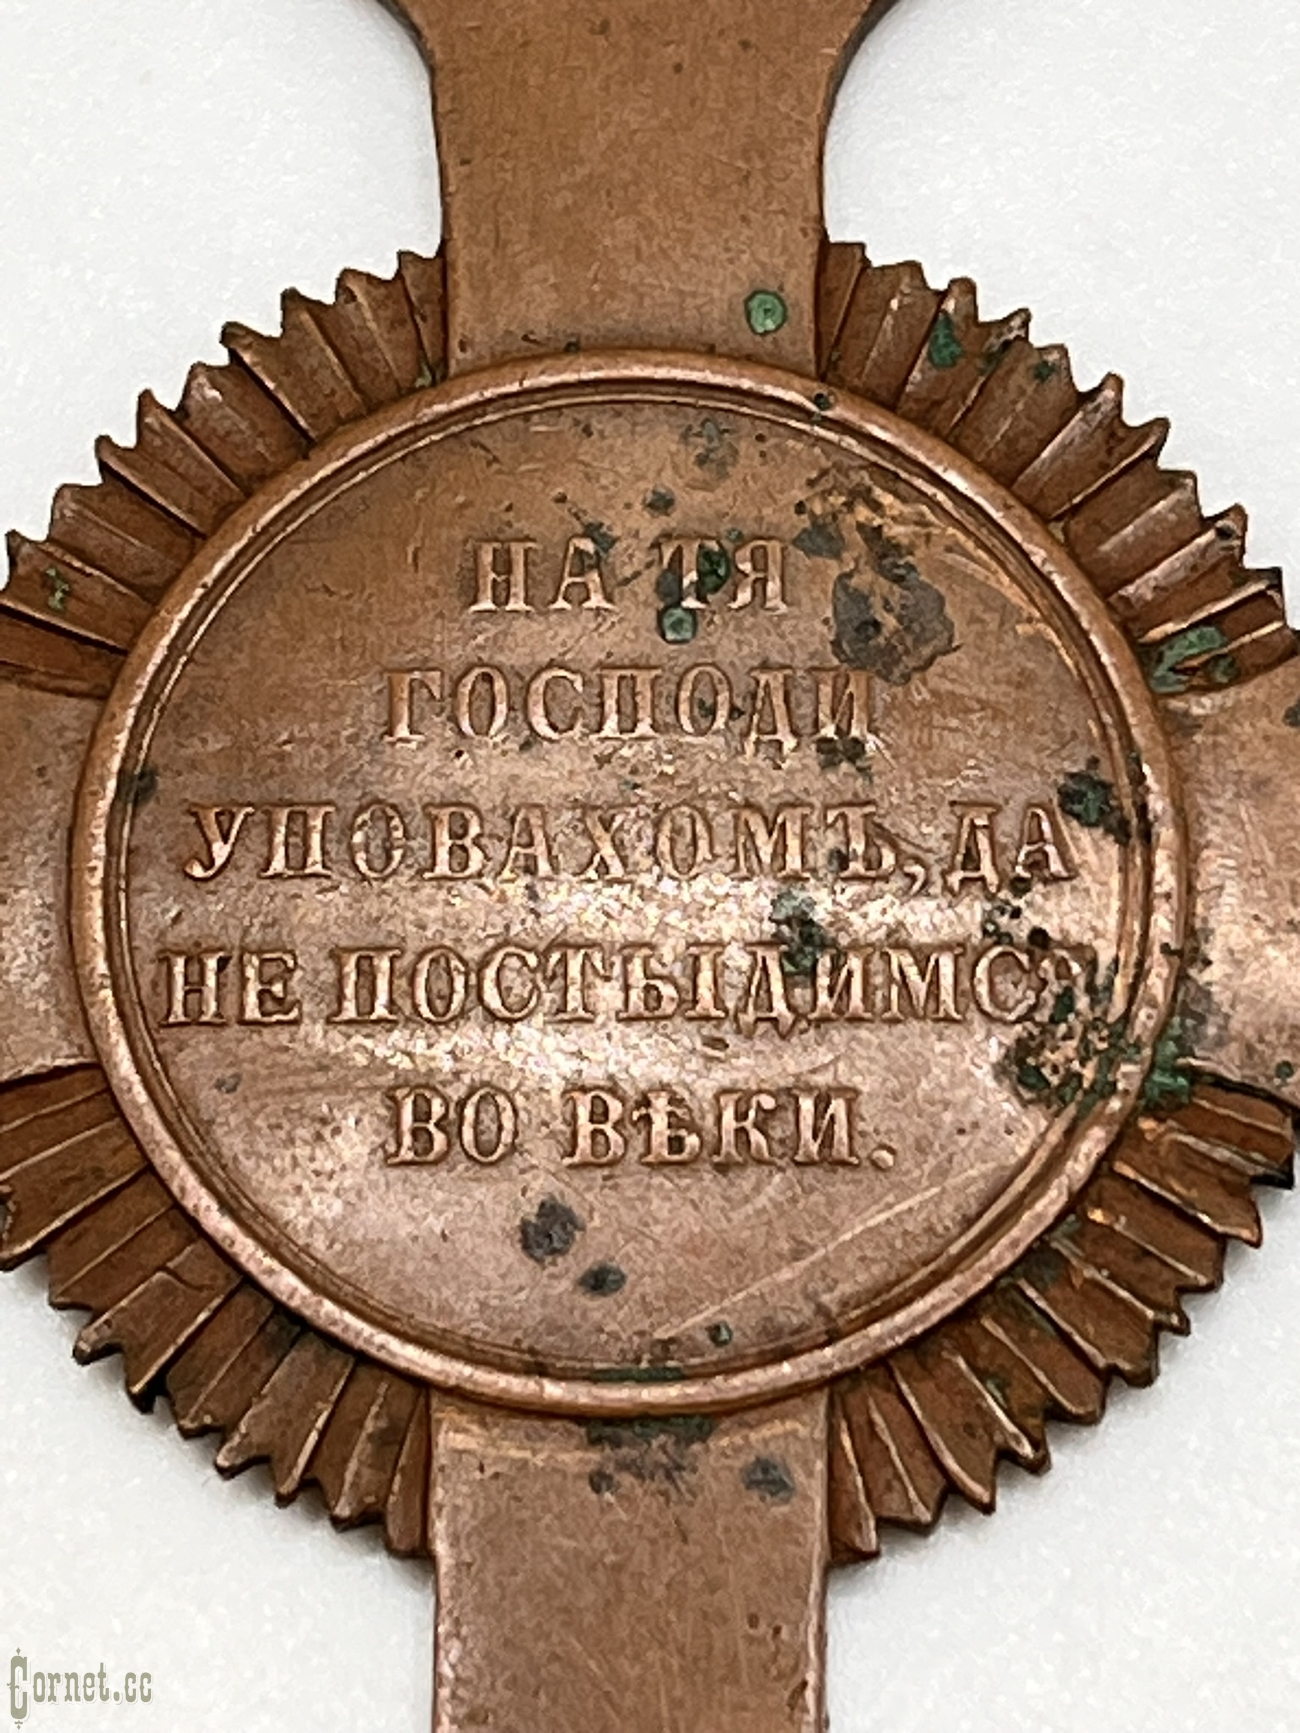 НА ТЯ
ГОСПОДИ
УПОВАХОМЪ, ДА
НЕ ПОСТЫДИМСЯ
ВО ВѢКИ.
Cornet.cc